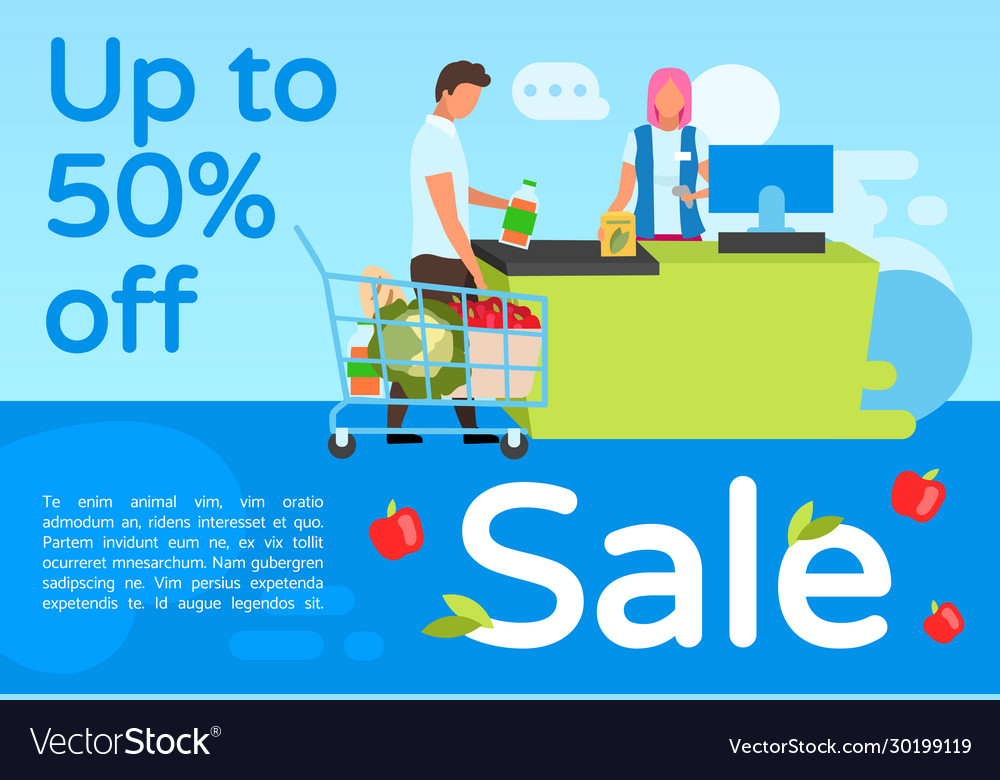 Up to
50%
off
Te enim animal vim, vim oratio
admodum an, ridens interesset et quo.
Partem invidunt eum ne, ex vix tollit
ocurreret mnesarchum. Nam gubergren
sadipscing ne. Vim persius expetenda
expetendis te. Id augue legendos sit.
Sale
VectorStock®
VectorStock.com/30199119